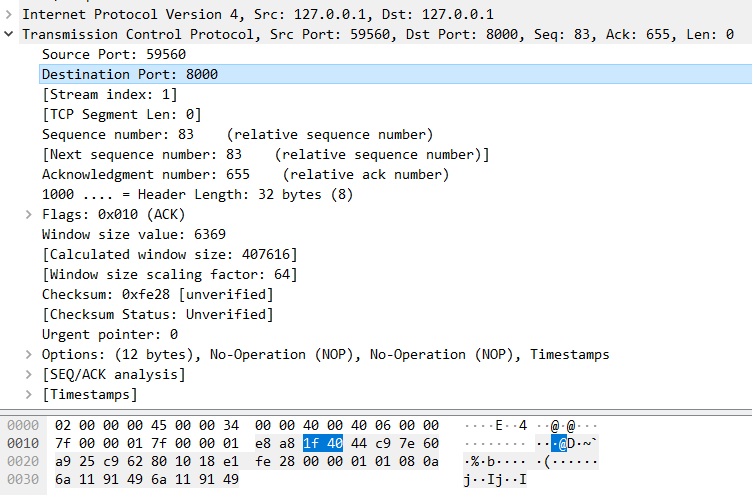 Internet Protocol Version 4, Src: 127.0.0.1, Dst: 127.0.0.1
Transmission Control Protocol, Src Port: 59560, Dst Port: 8000, Seq: 83, Ack: 655, Len: 0
Source Port: 59560
Destination Port: 8000
[Stream index: 1]
[TCP Segment Len: 0]
Sequence number: 83    (relative sequence number)
[Next sequence number: 83    (relative sequence number)]
Acknowledgment number: 655    (relative ack number)
1000 .... = Header Length: 32 bytes (8)
Flags: 0x010 (ACK)
Window size value: 6369
[Calculated window size: 407616]
[Window size scaling factor: 64]
Checksum: 0xfe28 [unverified]
[Checksum Status: Unverified]
Urgent pointer: 0
Options: (12 bytes), No-Operation (NOP), No-Operation (NOP), Timestamps
[SEQ/ACK analysis]
[Timestamps]
0000 02 00 00 00 45 00 00 34 00 00 40 00 40 06 00 00 ····E··4 ··@·@···
0010 7f 00 00 01 7f 00 00 01 e8 a8 1f 40 44 c9 7e 60 ········ ···@D·~`
0020 a9 25 c9 62 80 10 18 e1 fe 28 00 00 01 01 08 0a ·%·b···· ·(······
0030 6a 11 91 49 6a 11 91 49 j··Ij··I